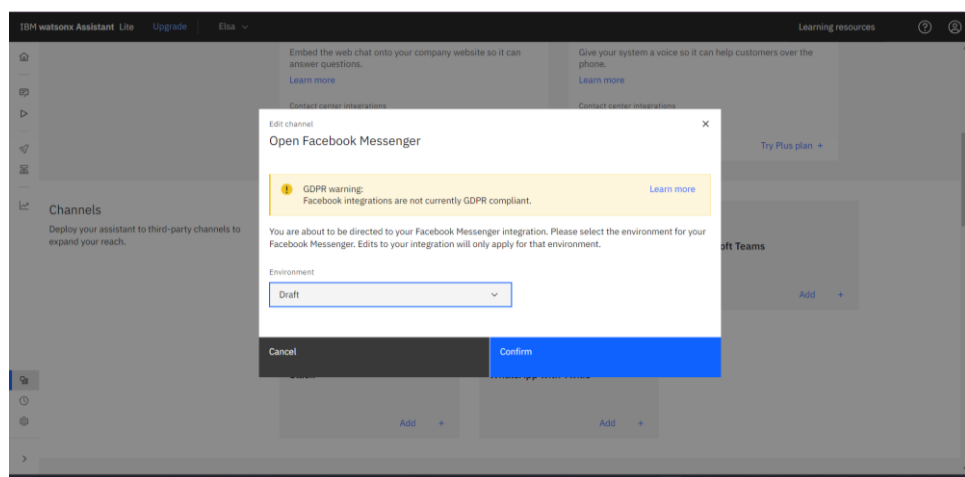 IBM watsonx Assistant Lite Upgrade Elsa Learning resources
Embed the web chat onto your company website so it can
answer questions.
Learn more
Contact center integrations
Give your system a voice so it can help customers over the
phone.
Learn more
Contact center integrations
Try Plus plan +
Edit channel
Open Facebook Messenger
GDPR warning:
Facebook integrations are not currently GDPR compliant.
Learn more
You are about to be directed to your Facebook Messenger integration. Please select the environment for your
Facebook Messenger. Edits to your integration will only apply for that environment.
Environment
Draft
Cancel
Confirm
Channels
Deploy your assistant to third-party channels to
expand your reach.
Teams
Add +
Add +
Add +